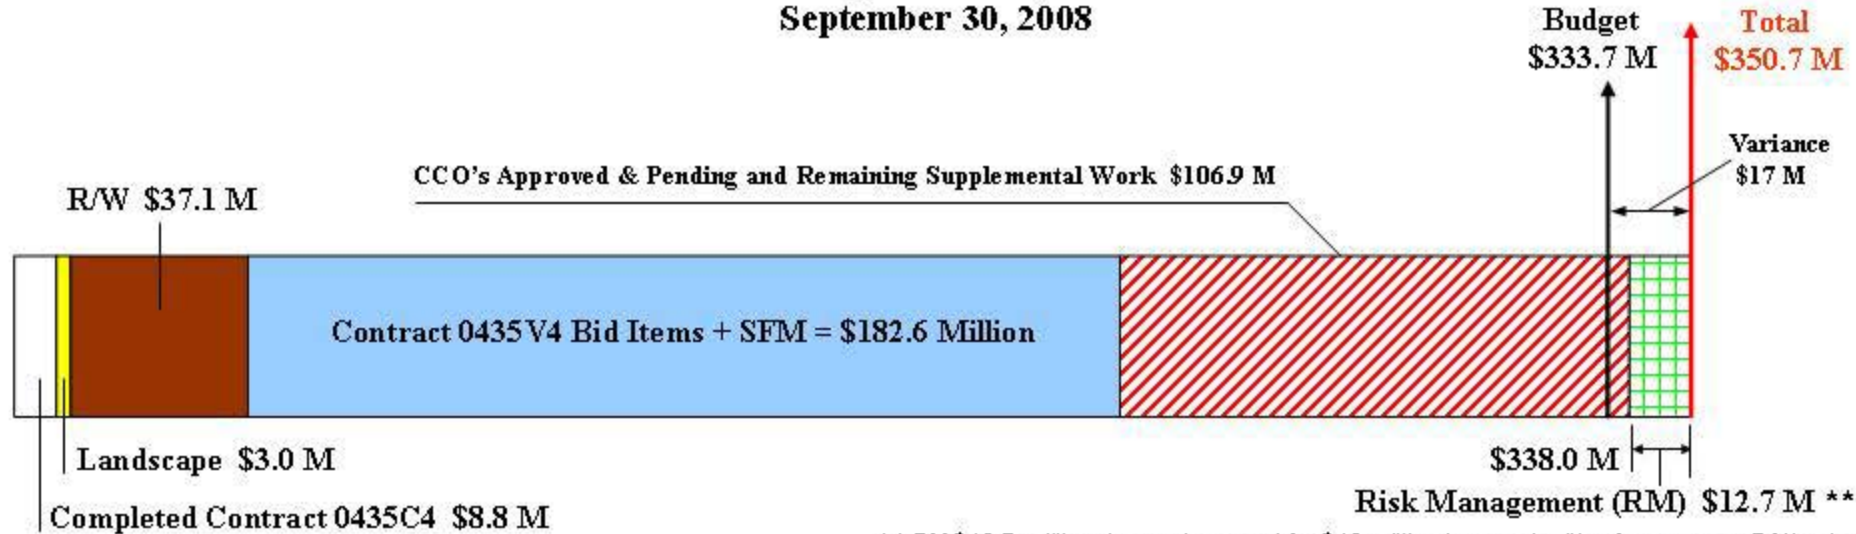 September 30, 2008
Budget
$333.7 M
Total
$350.7 M
Variance
$17 M
CCO's Approved & Pending and Remaining Supplemental Work $106.9 M
R/W $37.1 M
Contract 0435V4 Bid Items + SFM = $182.6 Million
Landscape $3.0 M
$338.0 M
Completed Contract 0435C4 $8.8 M
Risk Management (RM) $12.7 M **